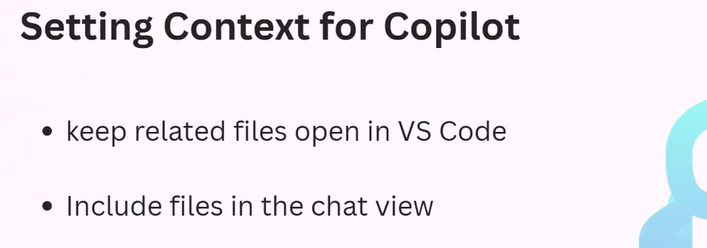 Setting Context for Copilot
• keep related files open in VS Code
• Include files in the chat view